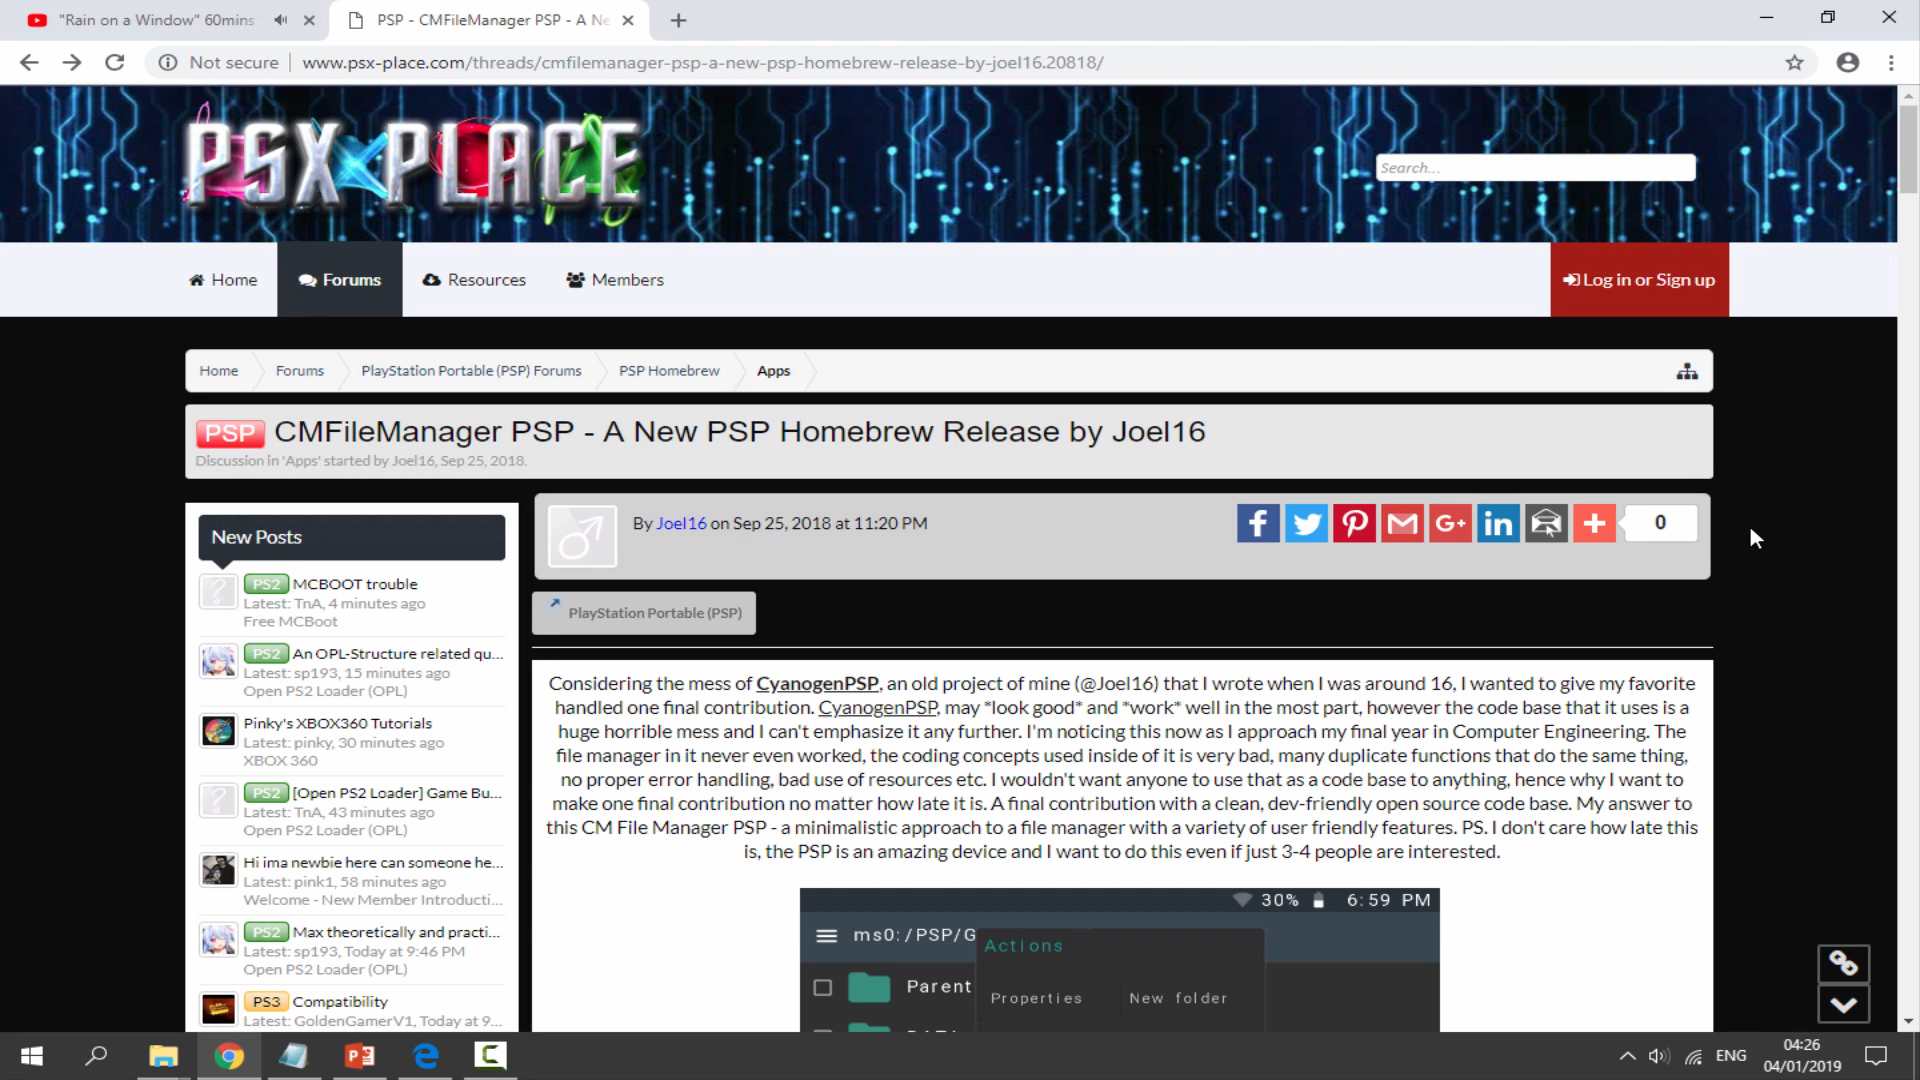 "Rain on a Window" 60mins
PSP - CMFileManager PSP - A Ne
Not secure
www.psx-place.com/threads/cmfilemanager-psp-a-new-psp-homebrew-release-by-joel16.20818/
PSX PLACE
Search...
Home
Forums
Resources
Members
Log in or Sign up
Home
Forums
PlayStation Portable (PSP) Forums
PSP Homebrew
Apps
PSP CMFileManager PSP - A New PSP Homebrew Release by Joel16
Discussion in 'Apps' started by Joel16, Sep 25, 2018.
New Posts
PS2 MCBOOT trouble
Latest: TnA, 4 minutes ago
Free MCBoot
PS2 An OPL-Structure related qu...
Latest: sp193, 15 minutes ago
Open PS2 Loader (OPL)
Pinky's XBOX360 Tutorials
Latest: pinky, 30 minutes ago
XBOX 360
PS2 [Open PS2 Loader] Game Bu...
Latest: TnA, 43 minutes ago
Open PS2 Loader (OPL)
Hi ima newbie here can someone he...
Latest: pink1, 58 minutes ago
Welcome - New Member Introducti...
PS2 Max theoretically and practi...
Latest: sp193, Today at 9:46 PM
Open PS2 Loader (OPL)
PS3 Compatibility
Latest: GoldenGamerV1, Today at 9...
By Joel16 on Sep 25, 2018 at 11:20 PM
0
PlayStation Portable (PSP)
Considering the mess of CyanogenPSP, an old project of mine (@Joel16) that I wrote when I was around 16, I wanted to give my favorite
handled one final contribution. CyanogenPSP, may *look good* and *work* well in the most part, however the code base that it uses is a
huge horrible mess and I can't emphasize it any further. I'm noticing this now as I approach my final year in Computer Engineering. The
file manager in it never even worked, the coding concepts used inside of it is very bad, many duplicate functions that do the same thing,
no proper error handling, bad use of resources etc. I wouldn't want anyone to use that as a code base to anything, hence why I want to
make one final contribution no matter how late it is. A final contribution with a clean, dev-friendly open source code base. My answer to
this CM File Manager PSP - a minimalistic approach to a file manager with a variety of user friendly features. PS. I don't care how late this
is, the PSP is an amazing device and I want to do this even if just 3-4 people are interested.
30% 6:59 PM
ms0:/PSP/G
Actions
Parent
Properties
New folder
ENG
04:26
04/01/2019